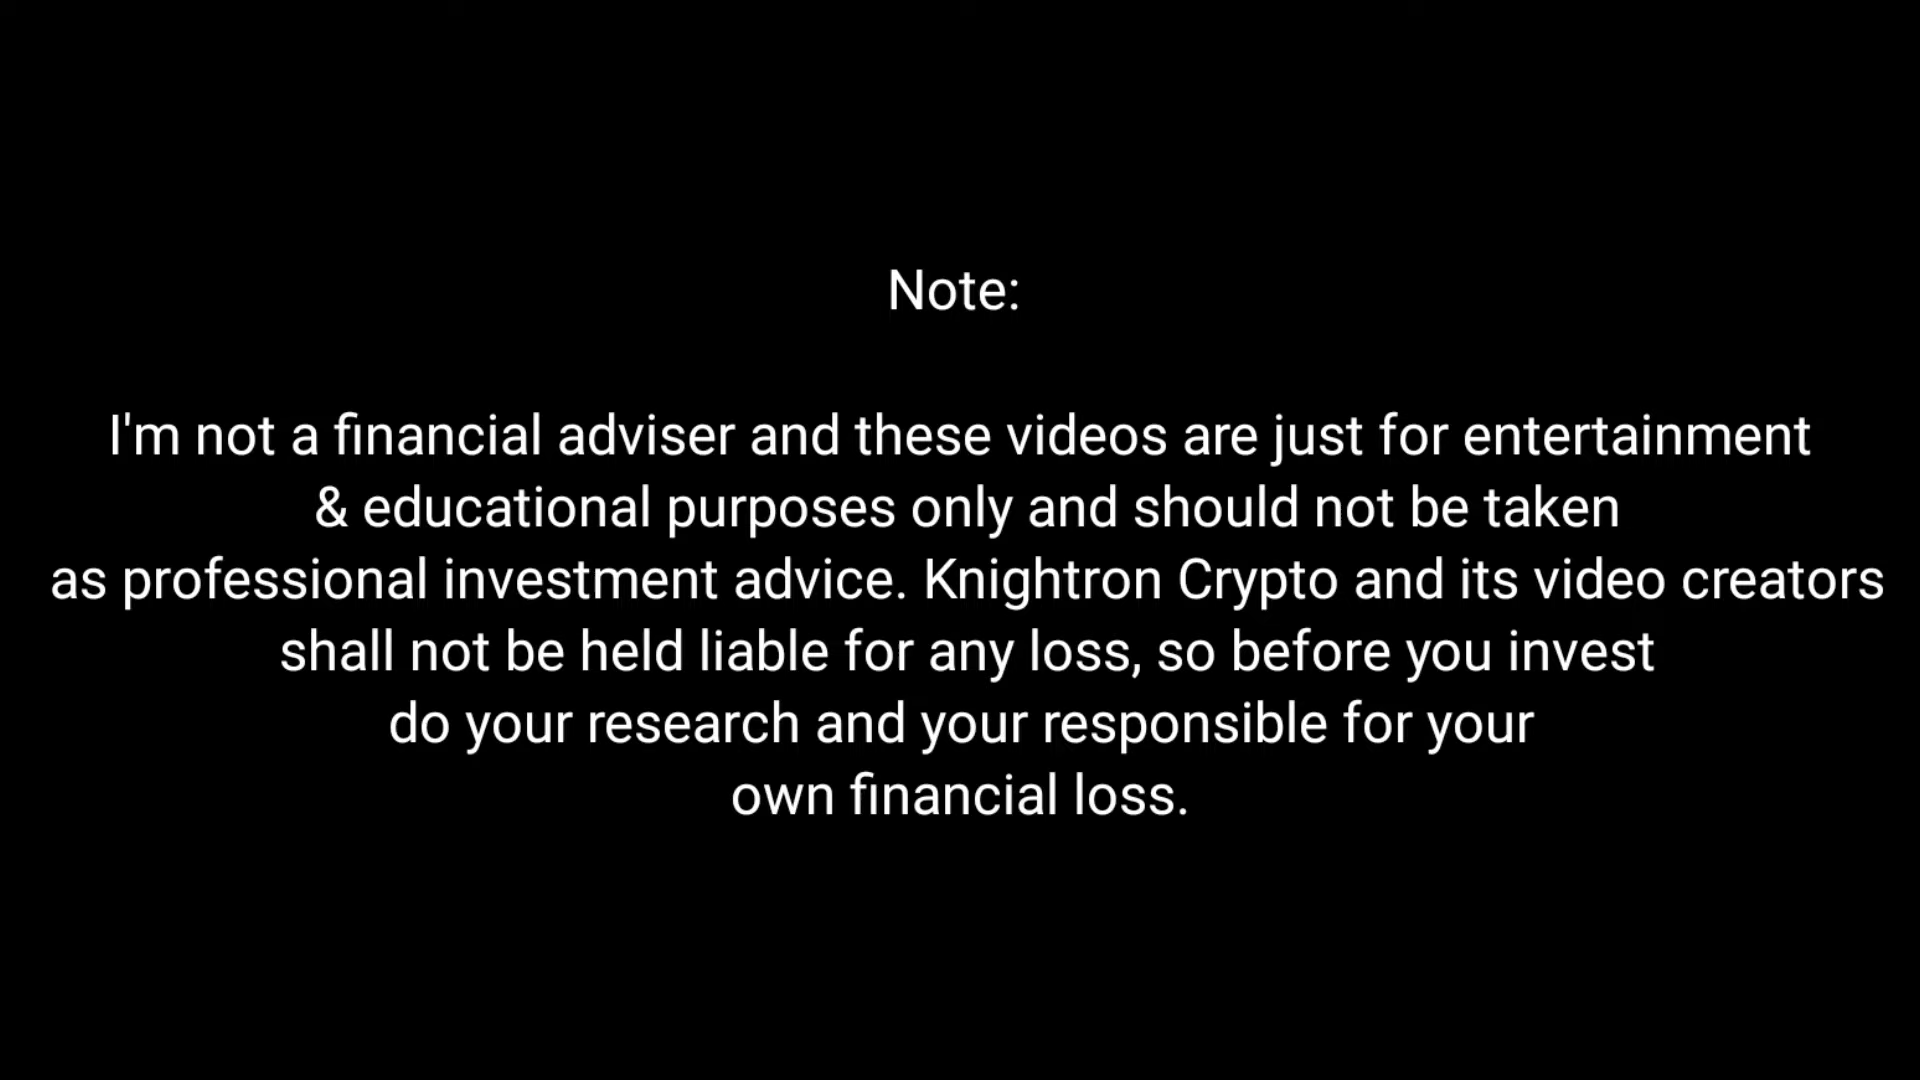 Note:
I'm not a financial adviser and these videos are just for entertainment
& educational purposes only and should not be taken
as professional investment advice. Knightron Crypto and its video creators
shall not be held liable for any loss, so before you invest
do your research and your responsible for your
own financial loss.